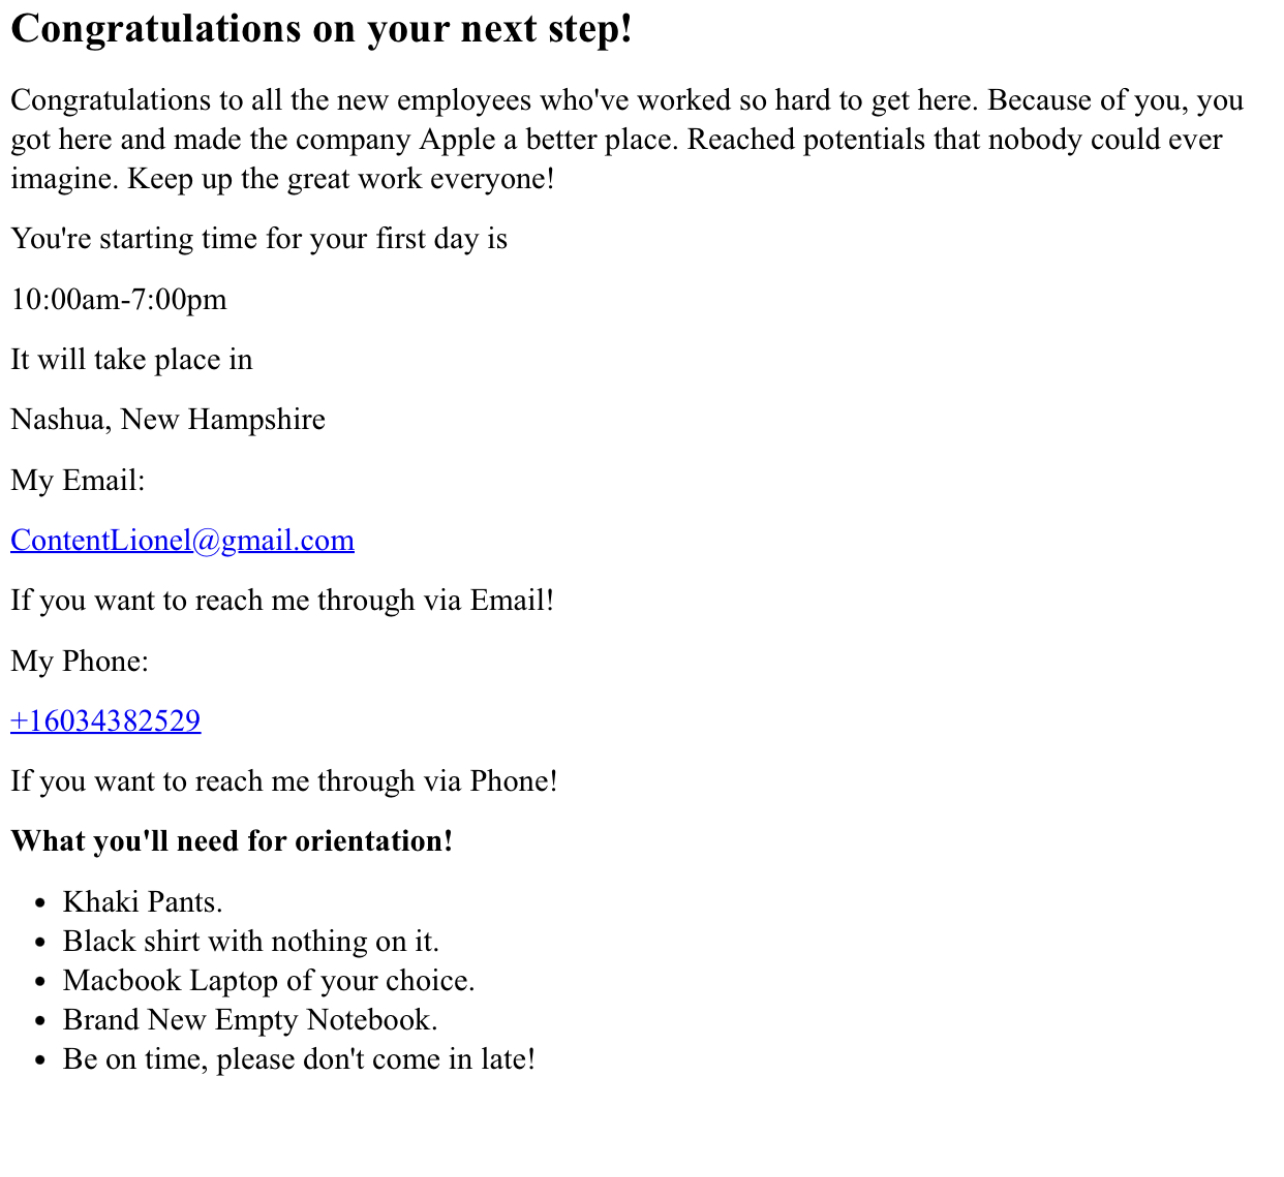 Congratulations on your next step!
Congratulations to all the new employees who've worked so hard to get here. Because of you, you
got here and made the company Apple a better place. Reached potentials that nobody could ever
imagine. Keep up the great work everyone!
You're starting time for your first day is
10:00am-7:00pm
It will take place in
Nashua, New Hampshire
My Email:
ContentLionel@gmail.com
If you want to reach me through via Email!
My Phone:
+16034382529
If you want to reach me through via Phone!
What you'll need for orientation!
• Khaki Pants.
• Black shirt with nothing on it.
• Macbook Laptop of your choice.
• Brand New Empty Notebook.
• Be on time, please don't come in late!